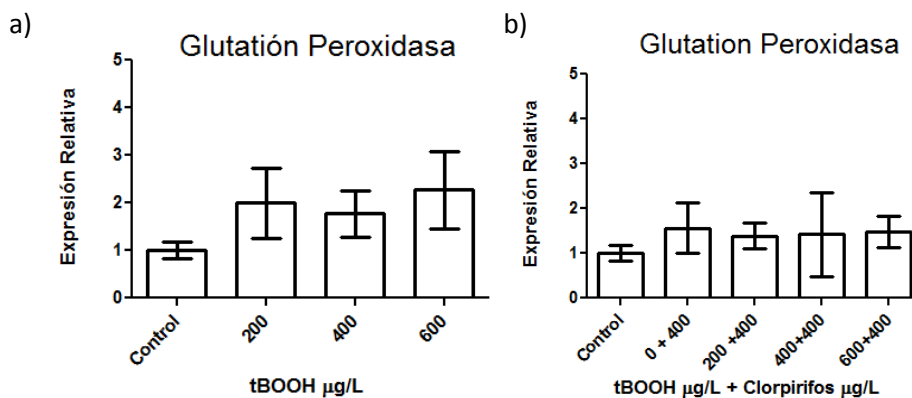 a)
Glutatión Peroxidasa
Expresión Relativa
5
4
3
2
1
0
Control
200
400
600
tBOOH µg/L
b)
Glutation Peroxidasa
Expresión Relativa
5
4
3
2
1
0
Control
0 + 400
200 +400
400+400
600+400
tBOOH µg/L + Clorpirifos µg/L